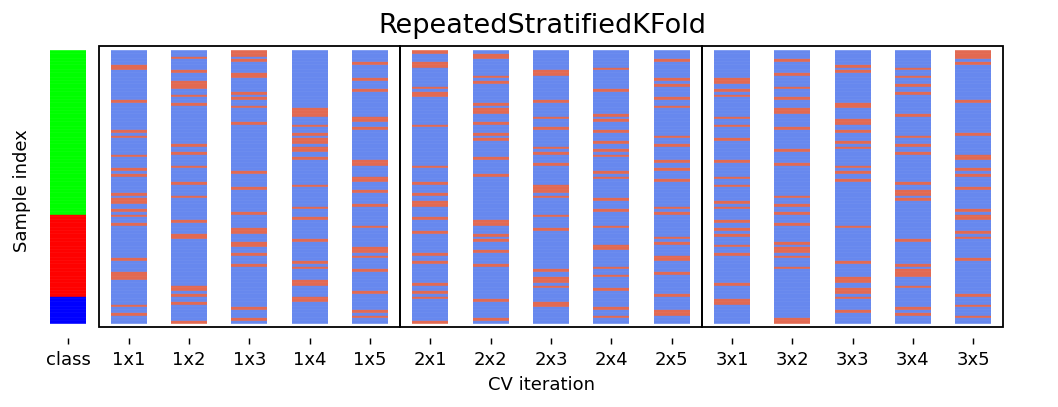 RepeatedStratifiedKFold
Sample index
class 1x1 1x2 1x3 1x4 1x5 2x1 2x2 2x3 2x4 2x5 3x1 3x2 3x3 3x4 3x5
CV iteration